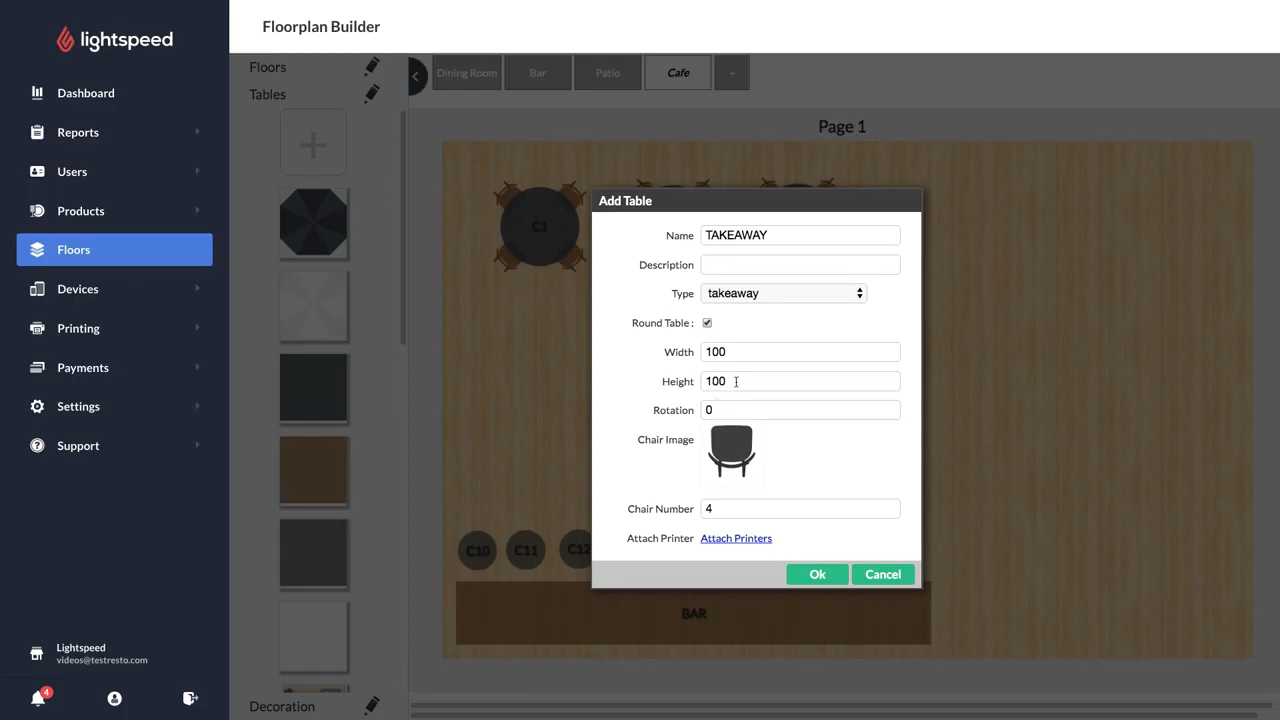 lightspeed
Floorplan Builder
Dashboard
Reports
Users
Products
Floors
Devices
Printing
Payments
Settings
Support
Lightspeed
videos@testresto.com
4
Floors
Tables
Decoration
Dining Room
Bar
Patio
Cafe
+
Page 1
C1
C10
C11
C12
BAR
Add Table
Name TAKEAWAY
Description
Type takeaway
Round Table :
Width 100
Height 100
Rotation 0
Chair Image
Chair Number 4
Attach Printer Attach Printers
Ok
Cancel